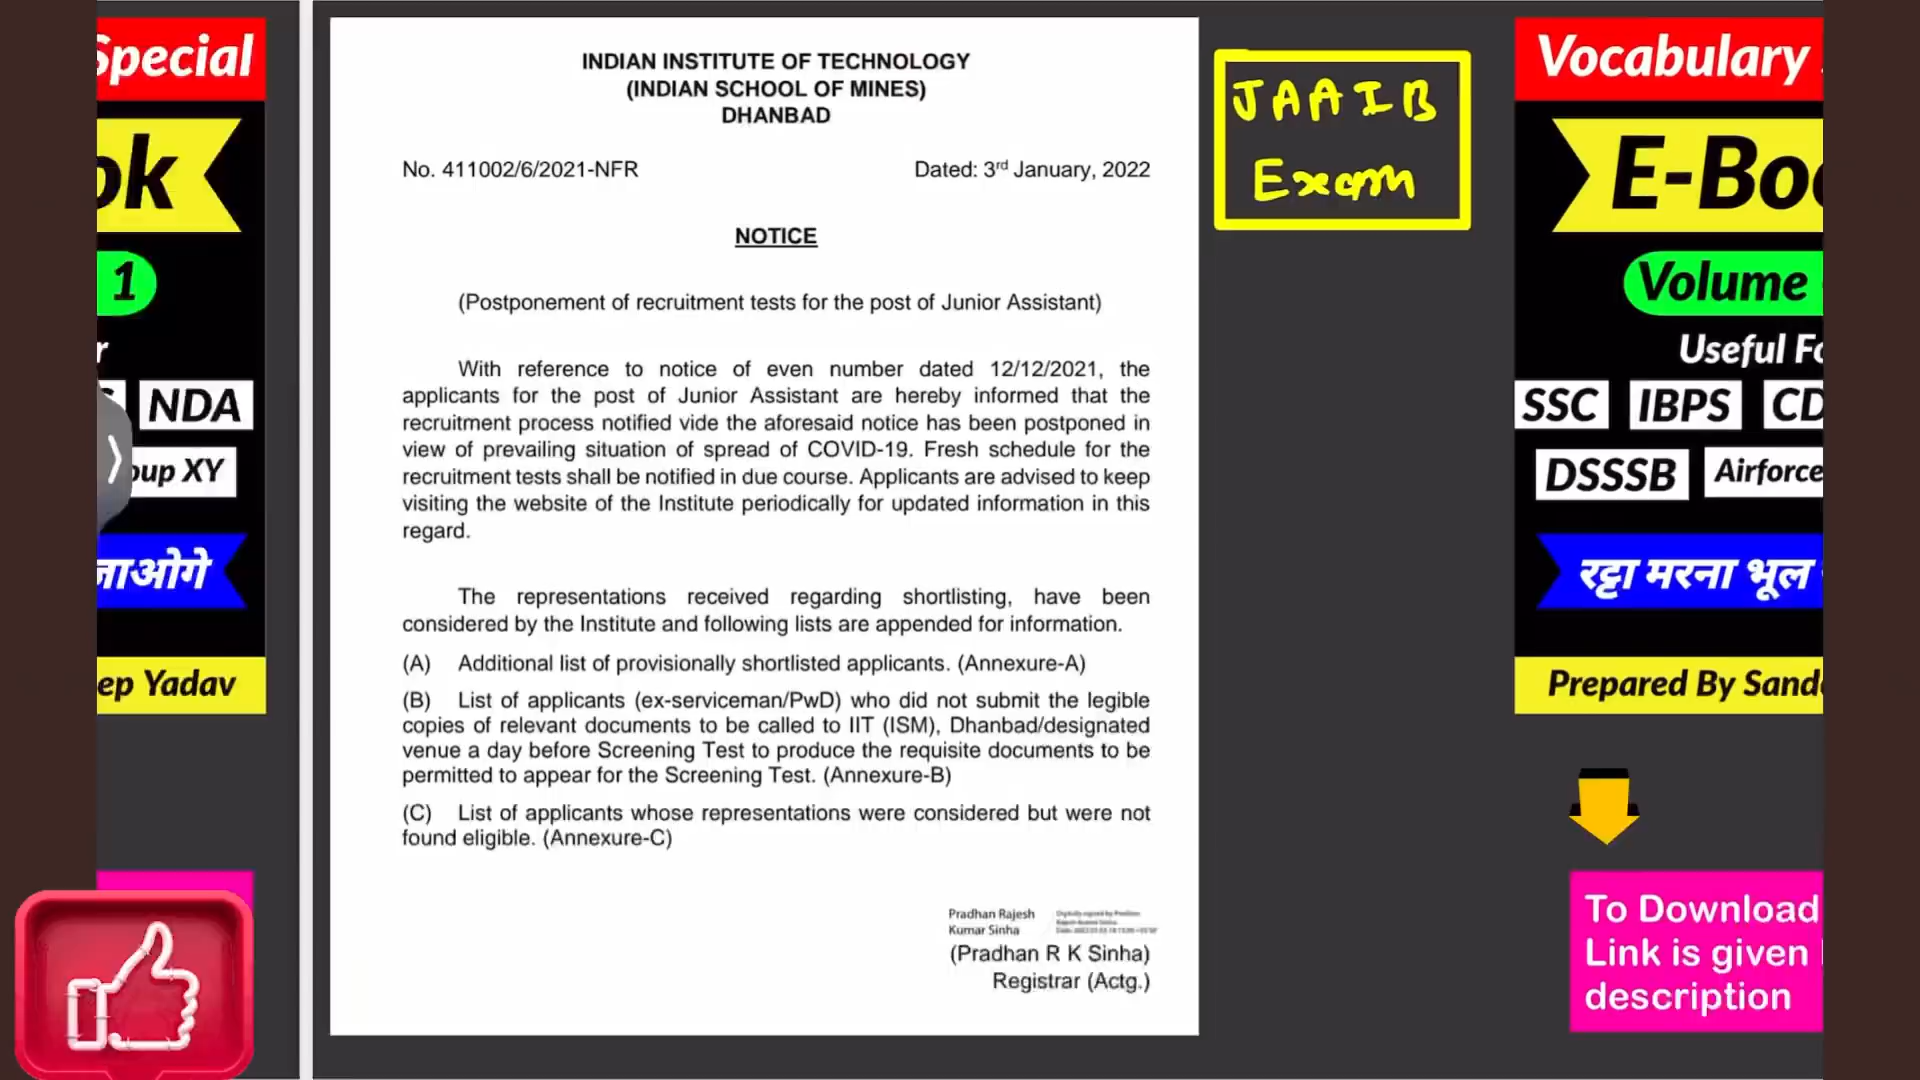 Special
ok
1
r
NDA
oup XY
जाओगे
ep Yadav
INDIAN INSTITUTE OF TECHNOLOGY
(INDIAN SCHOOL OF MINES)
DHANBAD
No. 411002/6/2021-NFR Dated: 3rd January, 2022
NOTICE
(Postponement of recruitment tests for the post of Junior Assistant)
With reference to notice of even number dated 12/12/2021, the
applicants for the post of Junior Assistant are hereby informed that the
recruitment process notified vide the aforesaid notice has been postponed in
view of prevailing situation of spread of COVID-19. Fresh schedule for the
recruitment tests shall be notified in due course. Applicants are advised to keep
visiting the website of the Institute periodically for updated information in this
regard.
The representations received regarding shortlisting, have been
considered by the Institute and following lists are appended for information.
(A) Additional list of provisionally shortlisted applicants. (Annexure-A)
(B) List of applicants (ex-serviceman/PwD) who did not submit the legible
copies of relevant documents to be called to IIT (ISM), Dhanbad/designated
venue a day before Screening Test to produce the requisite documents to be
permitted to appear for the Screening Test. (Annexure-B)
(C) List of applicants whose representations were considered but were not
found eligible. (Annexure-C)
Pradhan Rajesh
Kumar Sinha
(Pradhan R K Sinha)
Registrar (Actg.)
JAAIB
Exam
Vocabulary
E-Boo
Volume
Useful Fo
SSC IBPS CD
DSSSB Airforce
रट्टा मरना भूल
Prepared By Sand
To Download
Link is given
description